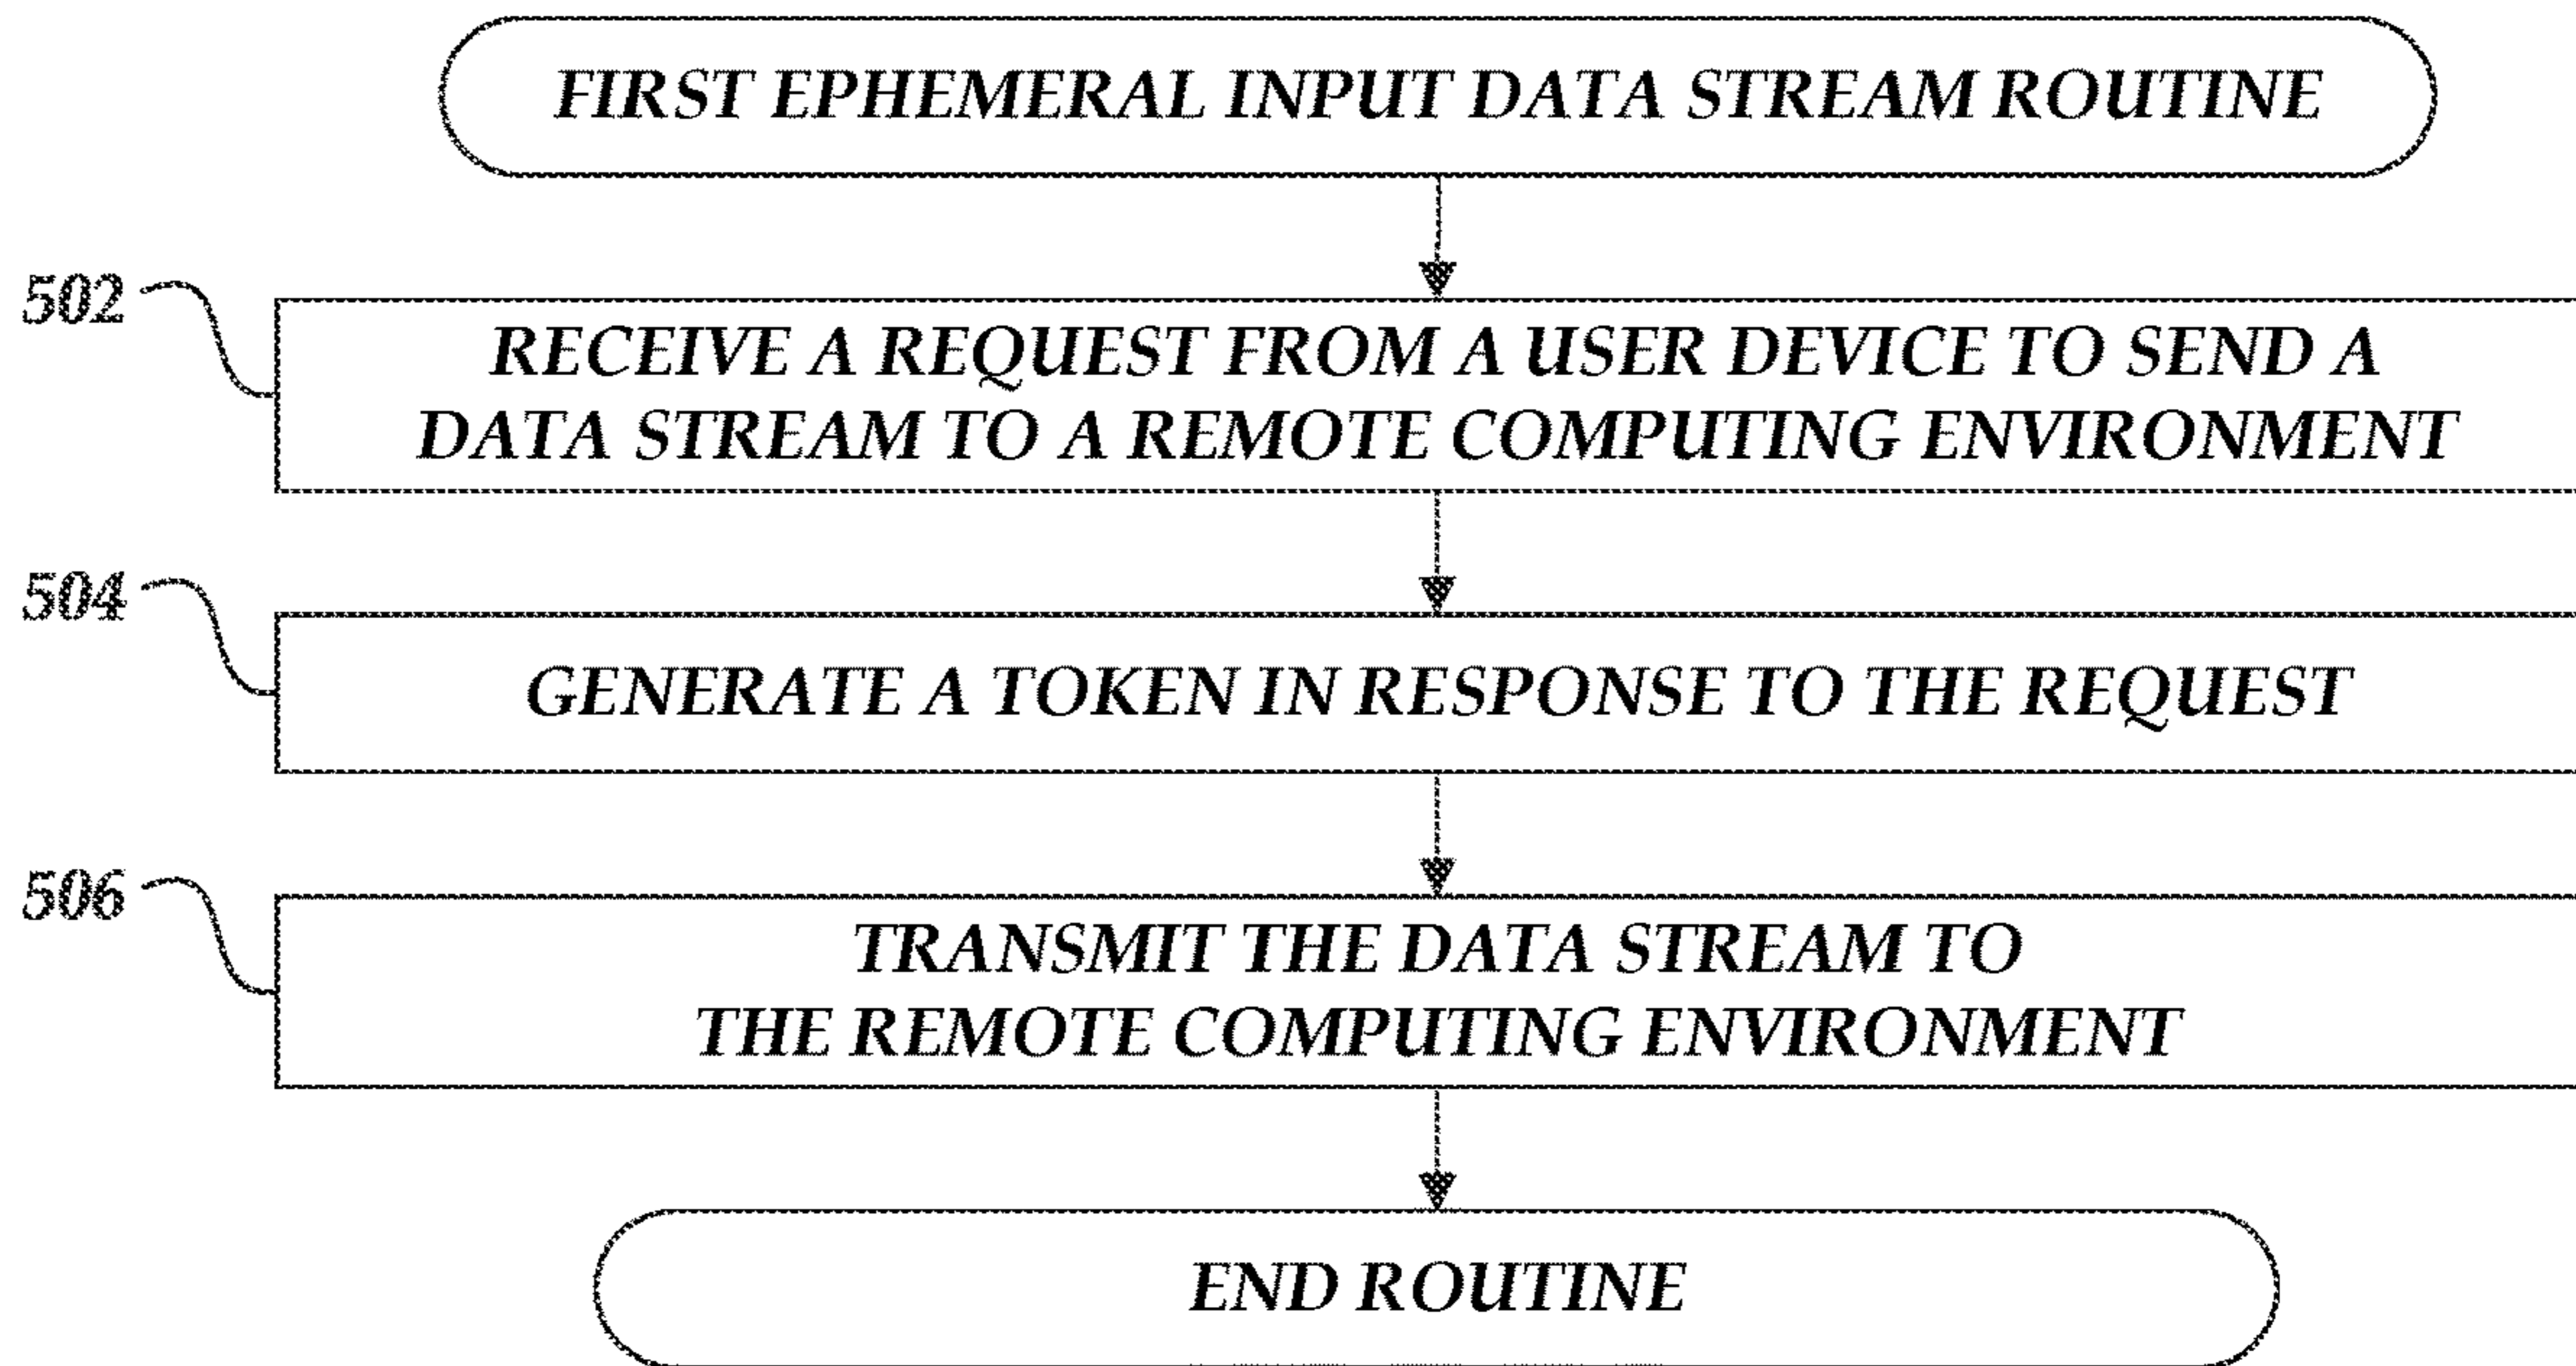 FIRST EPHEMERAL INPUT DATA STREAM ROUTINE
502
RECEIVE A REQUEST FROM A USER DEVICE TO SEND A
DATA STREAM TO A REMOTE COMPUTING ENVIRONMENT
504
GENERATE A TOKEN IN RESPONSE TO THE REQUEST
506
TRANSMIT THE DATA STREAM TO
THE REMOTE COMPUTING ENVIRONMENT
END ROUTINE